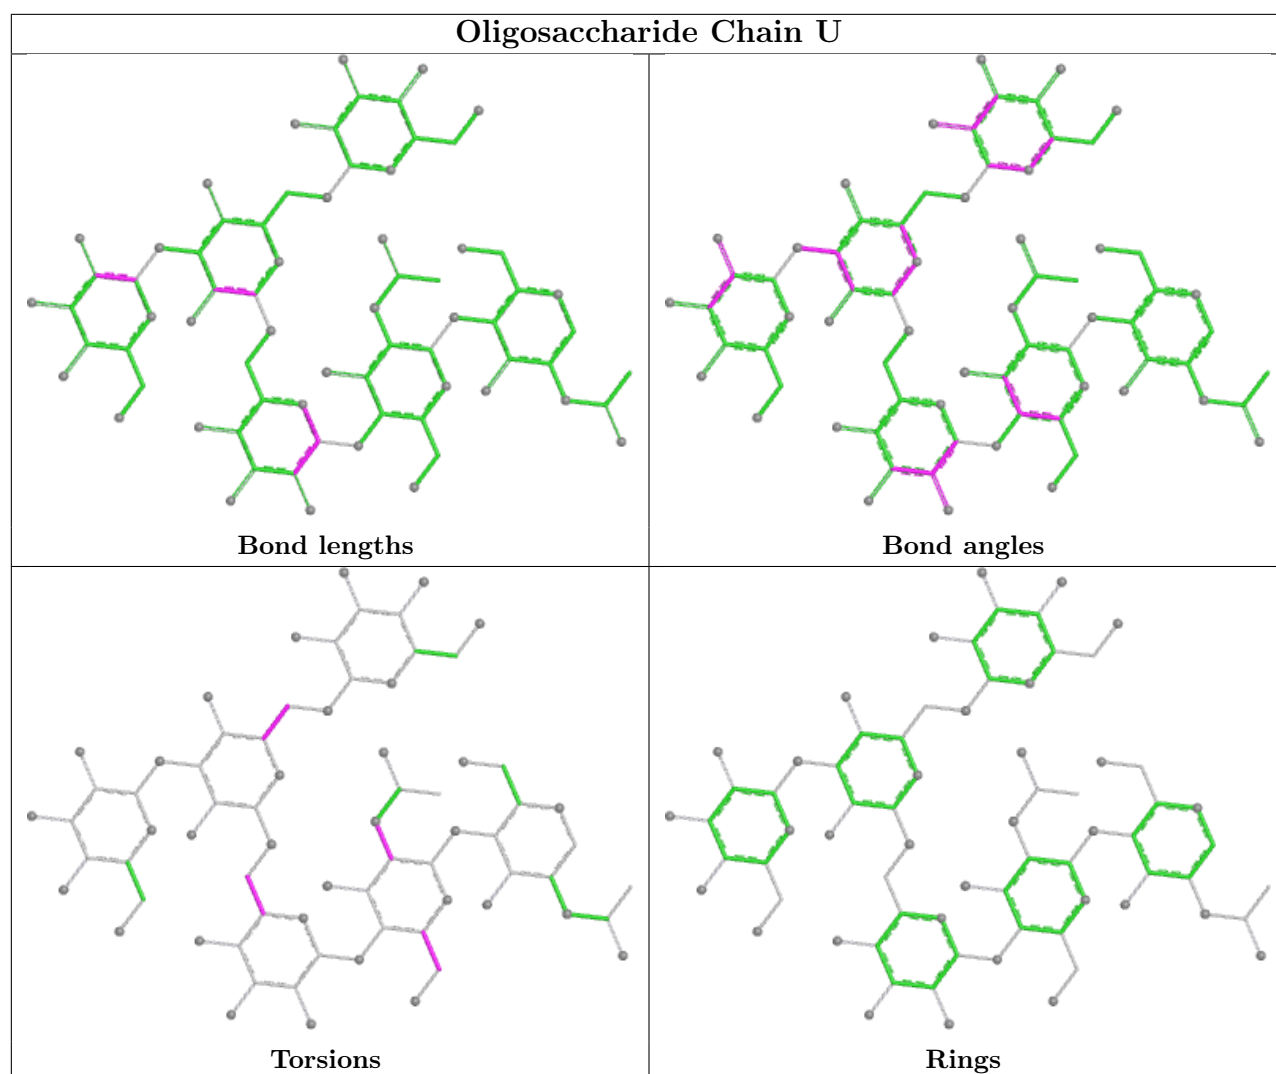 Oligosaccharide Chain U
Bond lengths
Bond angles
Torsions
Rings